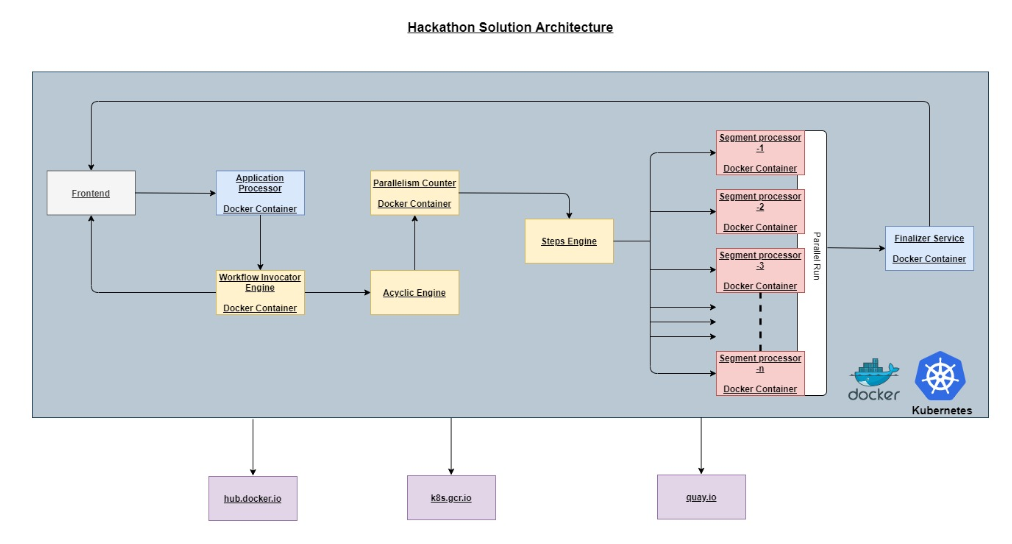 Hackathon Solution Architecture
Frontend
Application
Processor
Docker Container
Workflow Invocator
Engine
Docker Container
Parallelism Counter
Docker Container
Acyclic Engine
Steps Engine
Segment processor
-1
Docker Container
Segment processor
-2
Docker Container
Segment processor
-3
Docker Container
Segment processor
-n
Docker Container
Parallel Run
Finalizer Service
Docker Container
docker
Kubernetes
hub.docker.io
k8s.gcr.io
quay.io